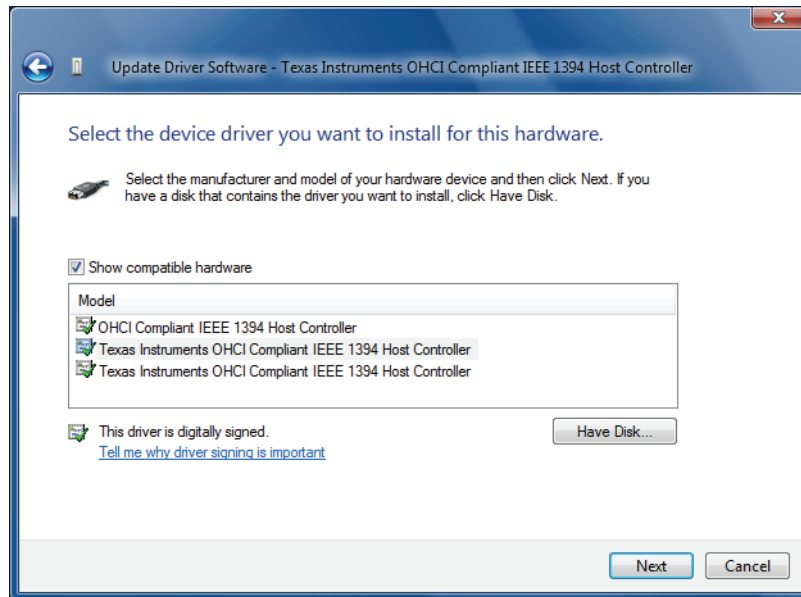 Update Driver Software - Texas Instruments OHCI Compliant IEEE 1394 Host Controller
Select the device driver you want to install for this hardware.
Select the manufacturer and model of your hardware device and then click Next. If you
have a disk that contains the driver you want to install, click Have Disk.
Show compatible hardware
Model
OHCI Compliant IEEE 1394 Host Controller
Texas Instruments OHCI Compliant IEEE 1394 Host Controller
Texas Instruments OHCI Compliant IEEE 1394 Host Controller
This driver is digitally signed.
Have Disk...
Tell me why driver signing is important
Next
Cancel